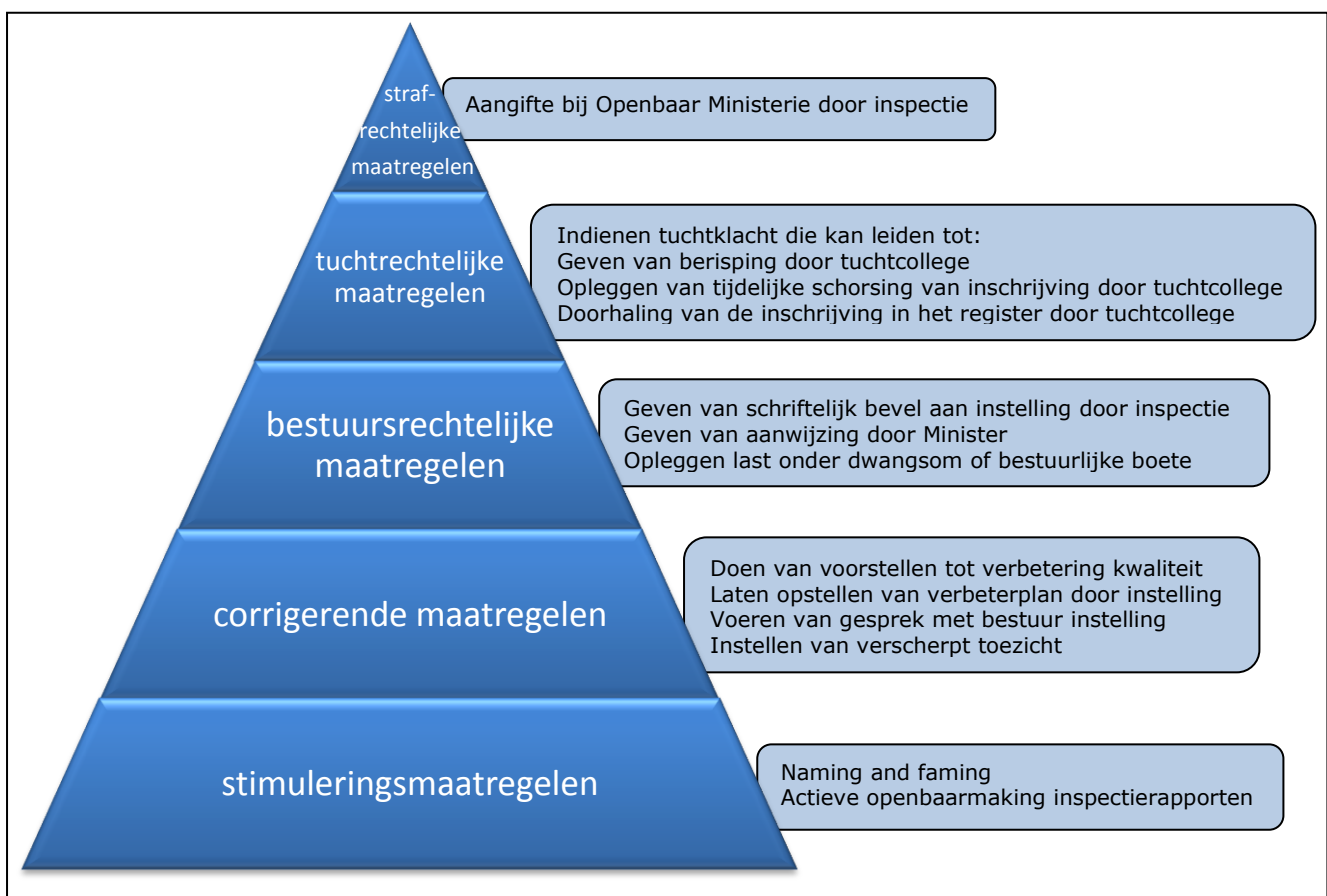 straf-
rechtelijke
maatregelen
Aangifte bij Openbaar Ministerie door inspectie
tuchtrechtelijke
maatregelen
Indienen tuchtklacht die kan leiden tot:
Geven van berisping door tuchtcollege
Opleggen van tijdelijke schorsing van inschrijving door tuchtcollege
Doorhaling van de inschrijving in het register door tuchtcollege
bestuursrechtelijke
maatregelen
Geven van schriftelijk bevel aan instelling door inspectie
Geven van aanwijzing door Minister
Opleggen last onder dwangsom of bestuurlijke boete
corrigerende maatregelen
Doen van voorstellen tot verbetering kwaliteit
Laten opstellen van verbeterplan door instelling
Voeren van gesprek met bestuur instelling
Instellen van verscherpt toezicht
stimuleringsmaatregelen
Naming and faming
Actieve openbaarmaking inspectierapporten